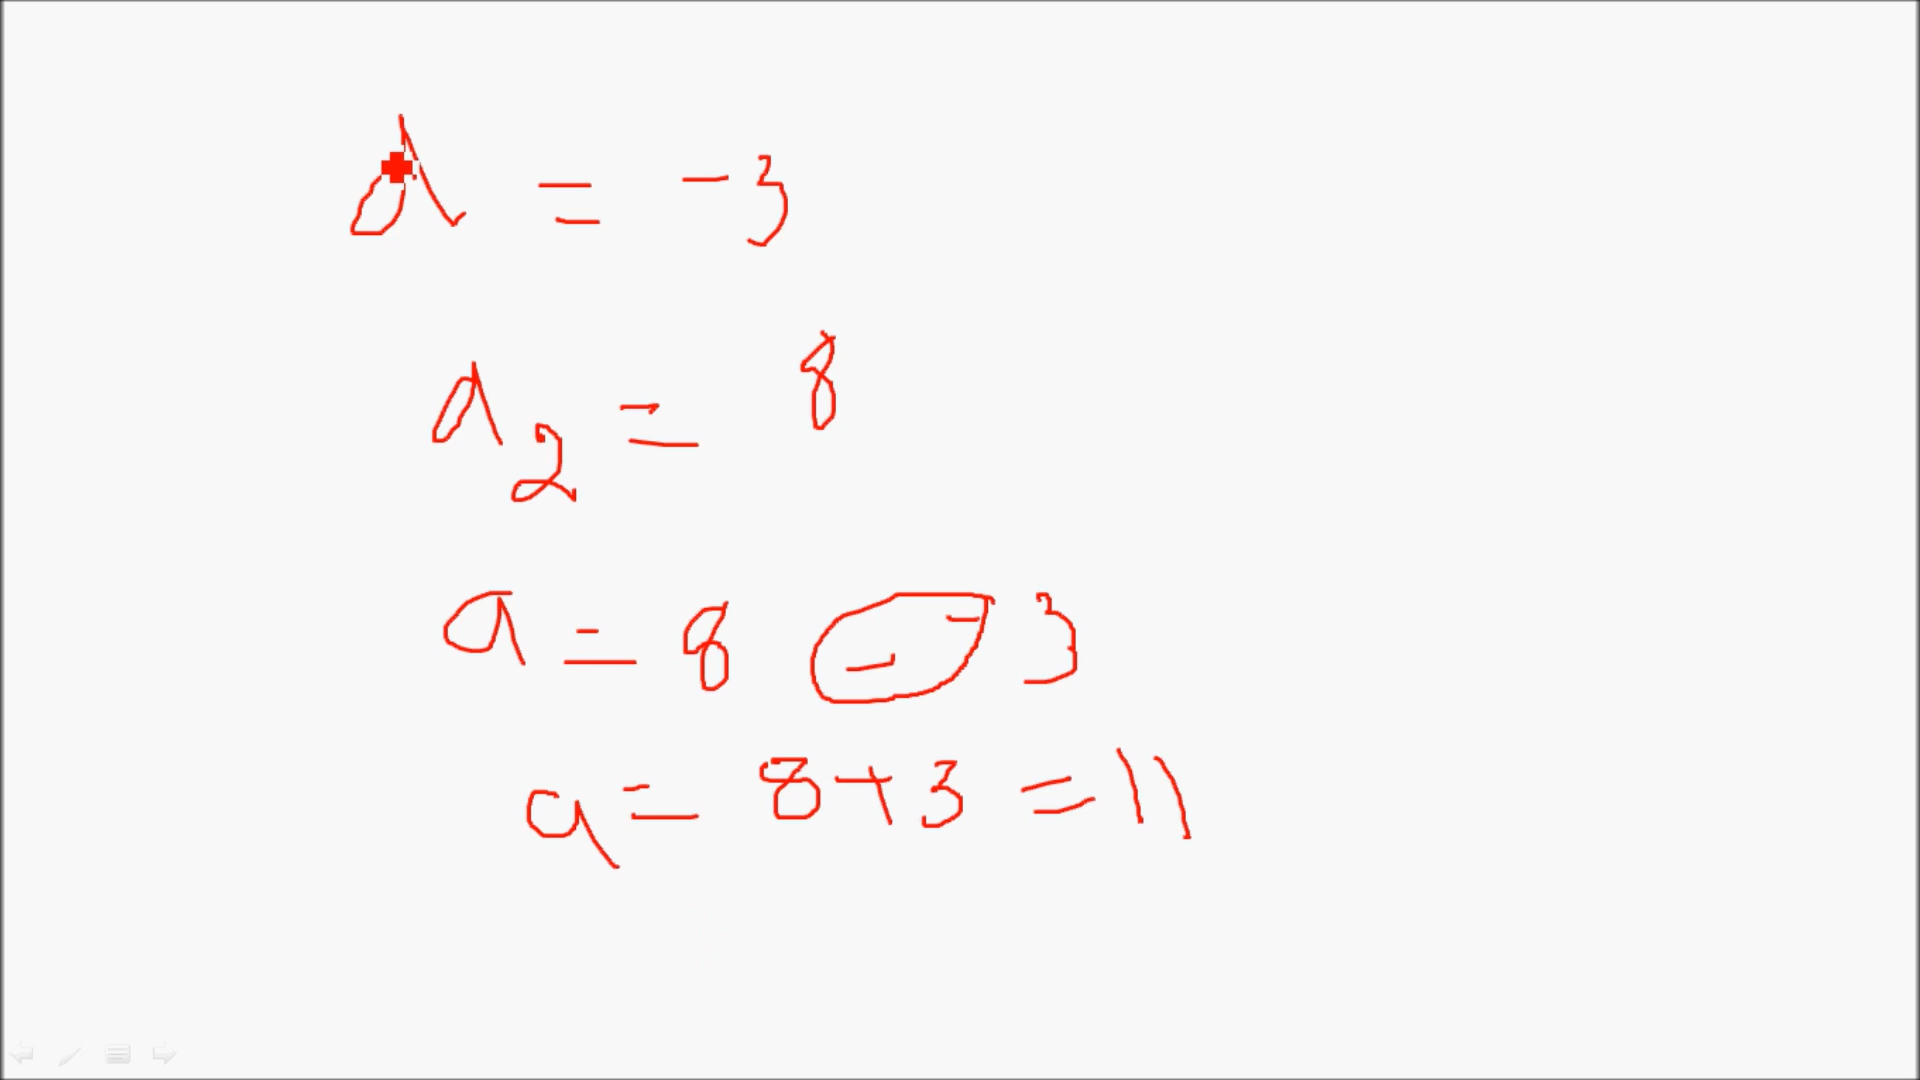 d = -3
a₂ = 8
a = 8 - - 3
a = 8 + 3 = 11